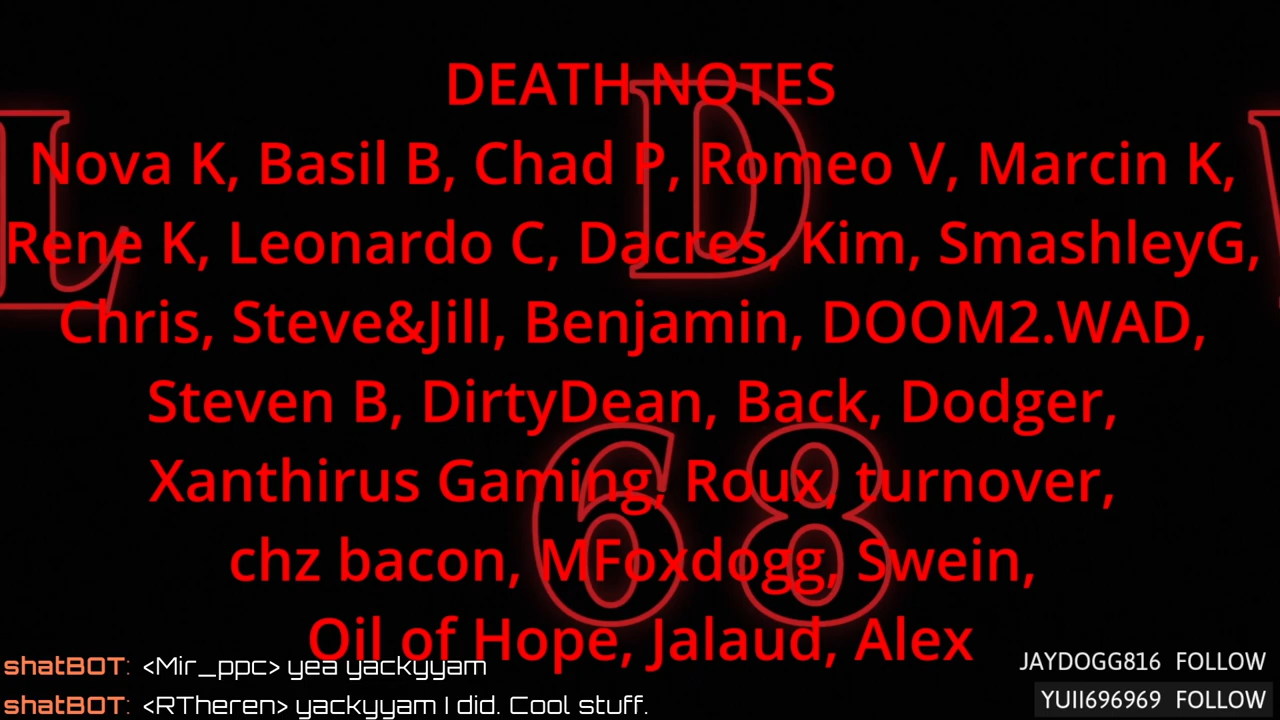 DEATH NOTES
Nova K, Basil B, Chad P, Romeo V, Marcin K,
Rene K, Leonardo C, Dacres, Kim, SmashleyG,
Chris, Steve&Jill, Benjamin, DOOM2.WAD,
Steven B, DirtyDean, Back, Dodger,
Xanthirus Gaming, Roux, turnover,
chz bacon, MFoxdogg, Swein,
Oil of Hope, Jalaud, Alex
L, D
68
shatBOT: <Mir_ppc> yea yackyyam
shatBOT: <RTheren> yackyyam I did. Cool stuff.
JAYDOGG816 FOLLOW
YUII696969 FOLLOW